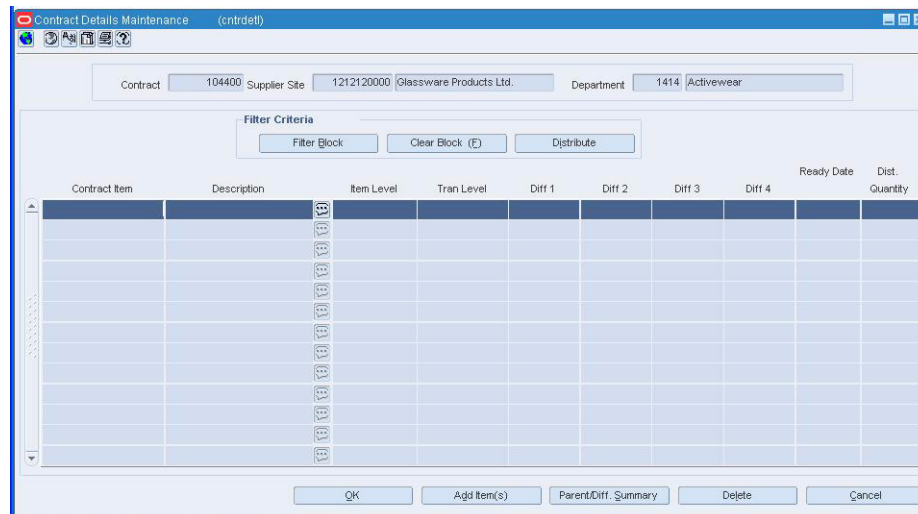 Contract Details Maintenance (cntrdetl)
Contract 104400 Supplier Site 1212120000 Glassware Products Ltd. Department 1414 Activewear
Filter Criteria
Filter Block Clear Block (F) Distribute
Ready Date Dist.
Contract Item Description Item Level Tran Level Diff 1 Diff 2 Diff 3 Diff 4 Quantity
OK Add Item(s) Parent/Diff. Summary Delete Cancel